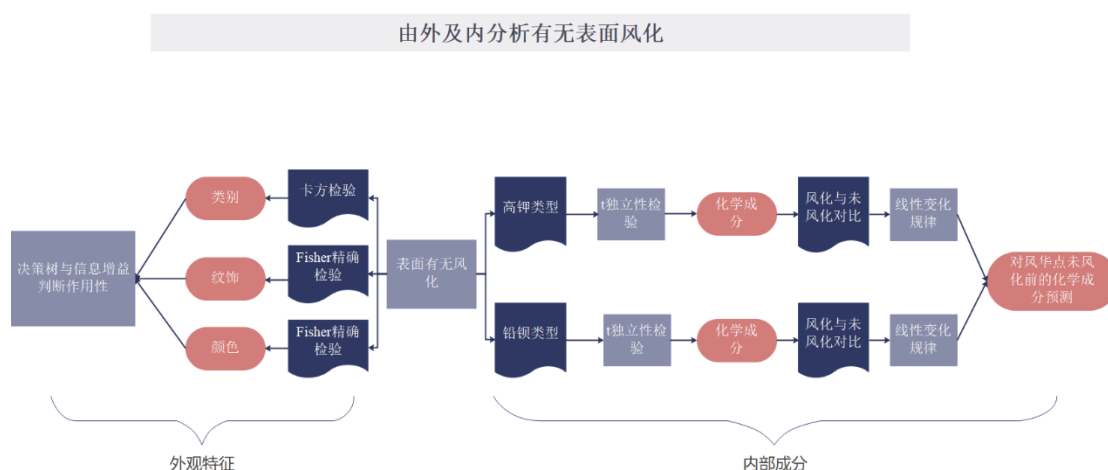 由外及内分析有无表面风化
类别
卡方检验
决策树与信息增益
判断作用性
纹饰
Fisher精确
检验
颜色
Fisher精确
检验
表面有无风
化
高钾类型
t独立性检
验
化学成
分
风化与未
风化对比
线性变化
规律
铅钡类型
t独立性检
验
化学成
分
风化与未
风化对比
线性变化
规律
对风华点未风
化前的化学成
分预测
外观特征
内部成分